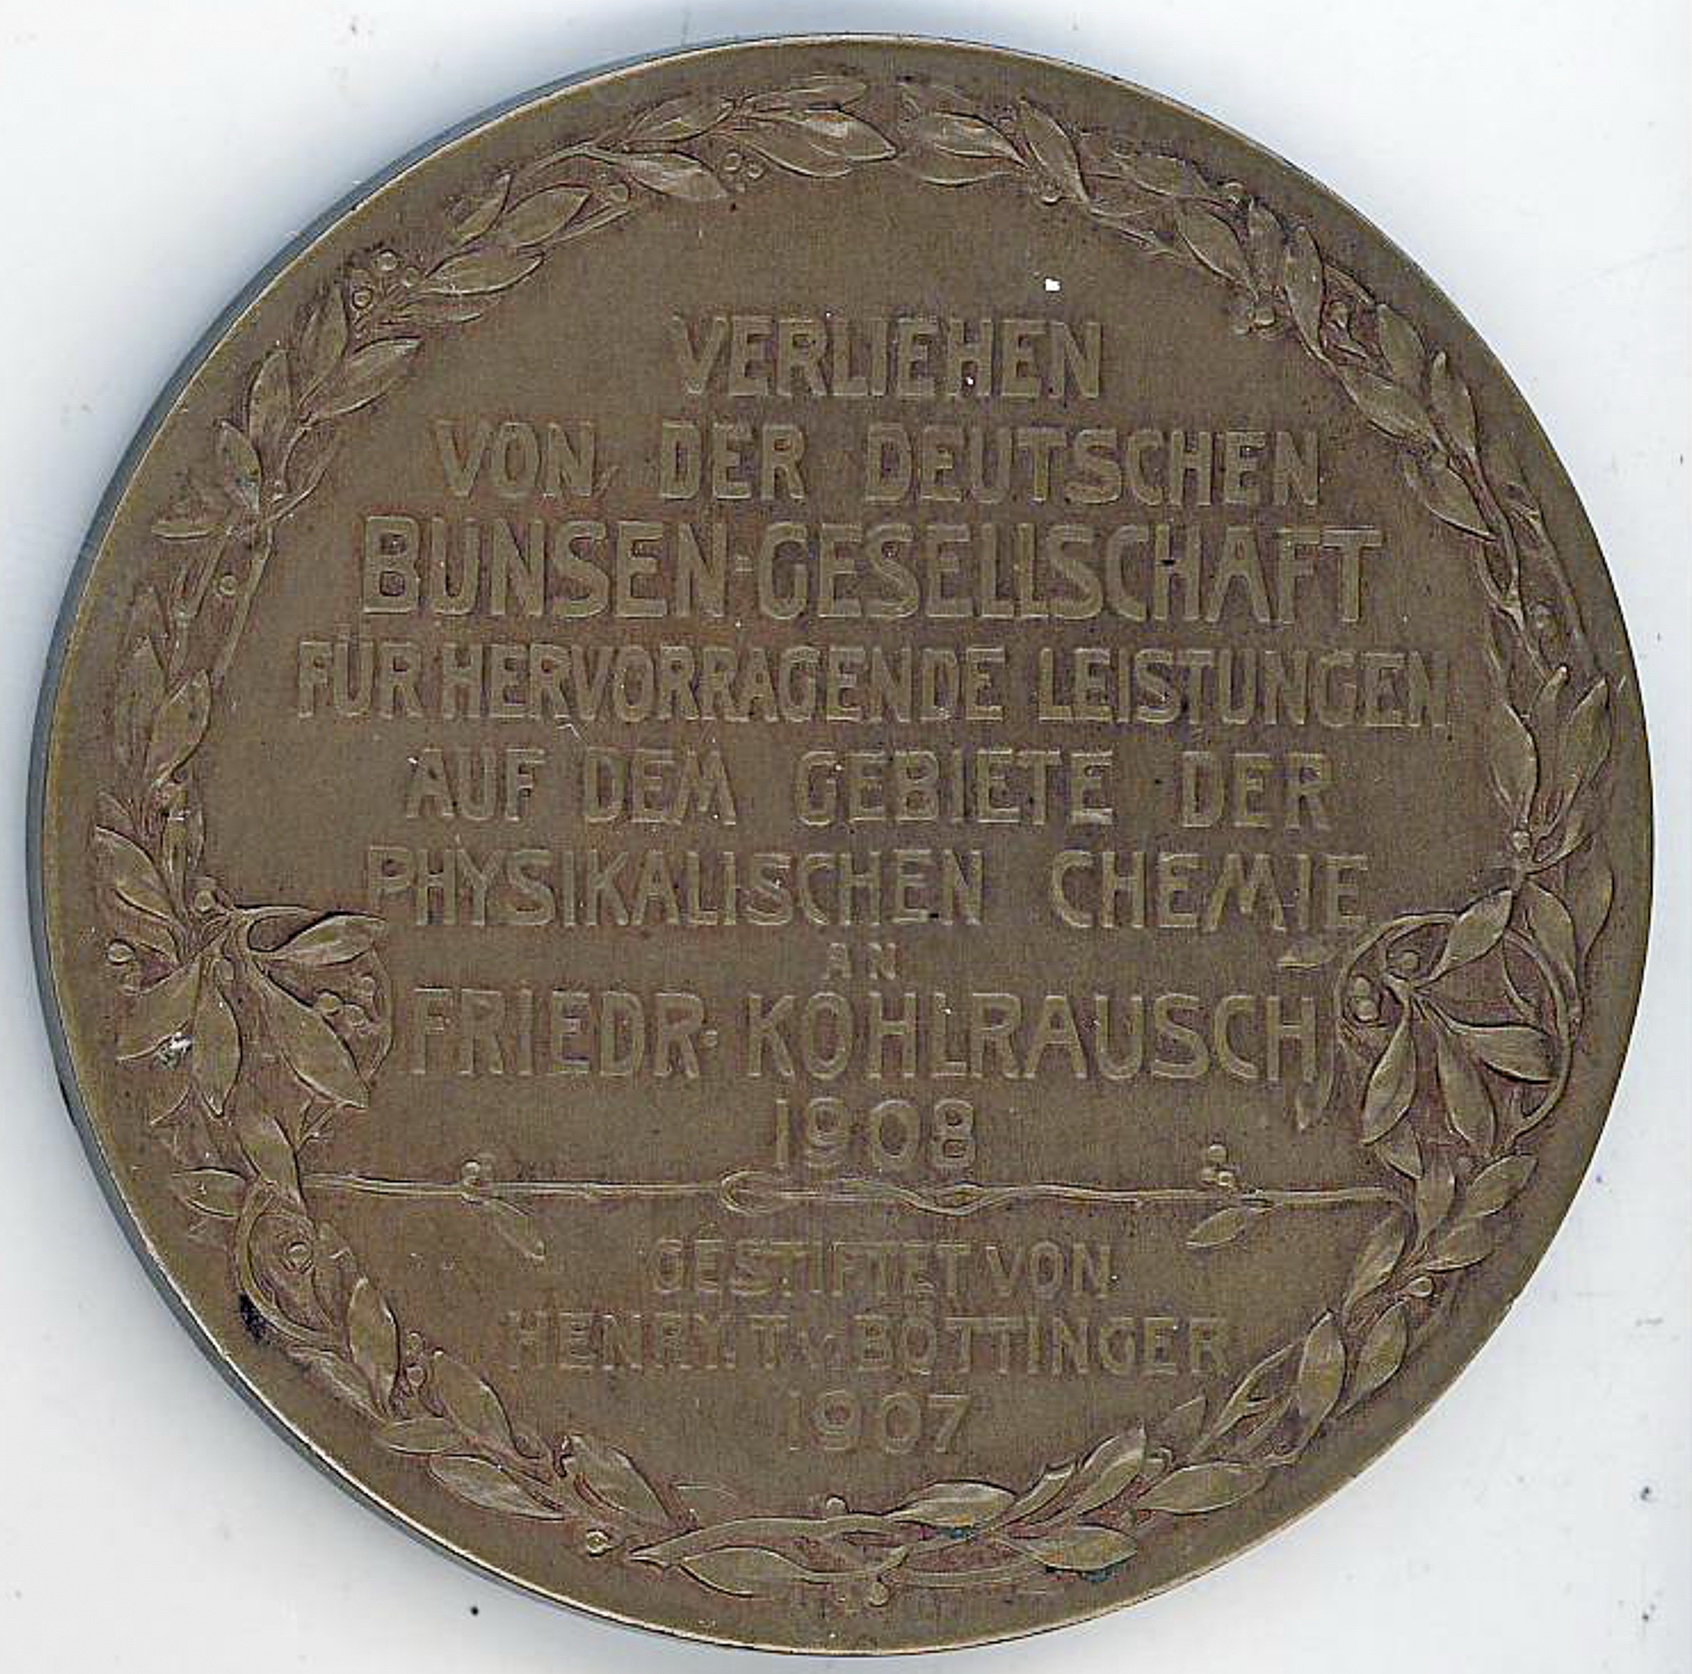 VERLIEHEN
VON DER DEUTSCHEN
BUNSEN-GESELLSCHAFT
FÜR HERVORRAGENDE LEISTUNGEN
AUF DEM GEBIETE DER
PHYSIKALISCHEN CHEMIE
AN
FRIEDR. KOHLRAUSCH
1908
GESTIFTET VON
HENRY. T. v. BÖTTINGER
1907